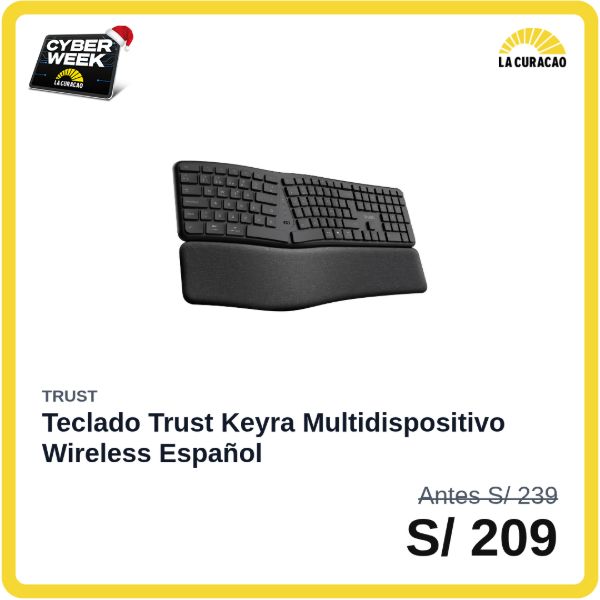 CYBER
WEEK
LA CURACAO
LA CURACAO
TRUST
Teclado Trust Keyra Multidispositivo
Wireless Español
Antes S/ 239
S/ 209